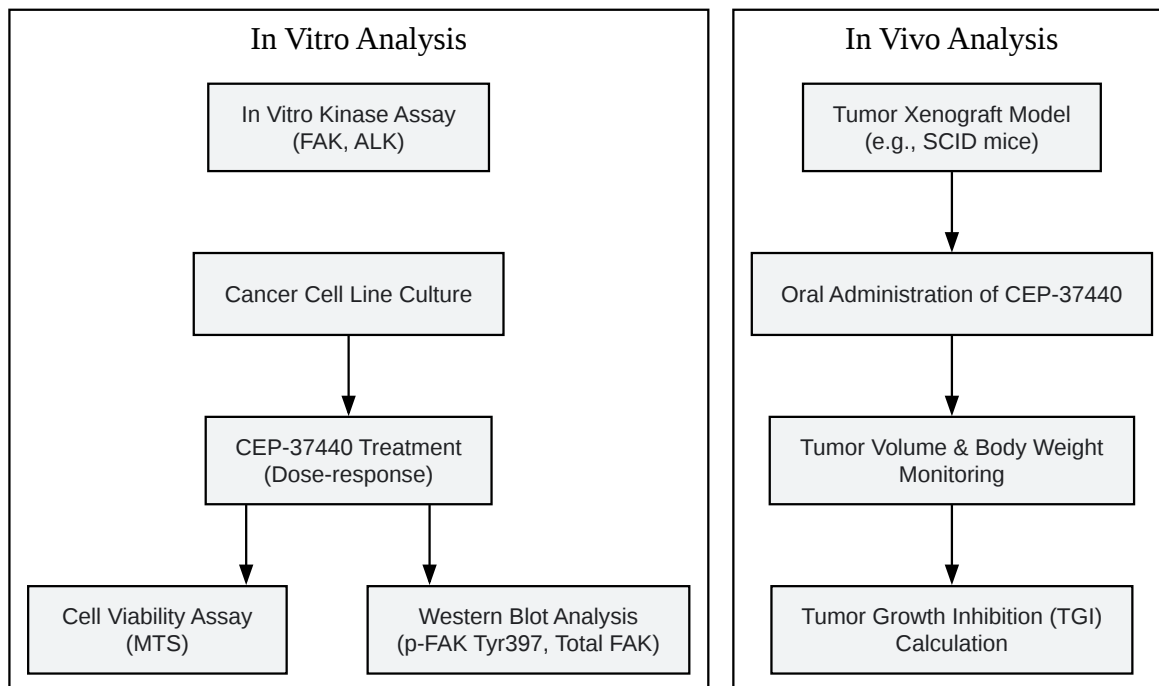 In Vitro Analysis
In Vitro Kinase Assay
(FAK, ALK)
Cancer Cell Line Culture
CEP-37440 Treatment
(Dose-response)
Cell Viability Assay
(MTS)
Western Blot Analysis
(p-FAK Tyr397, Total FAK)
In Vivo Analysis
Tumor Xenograft Model
(e.g., SCID mice)
Oral Administration of CEP-37440
Tumor Volume & Body Weight
Monitoring
Tumor Growth Inhibition (TGI)
Calculation